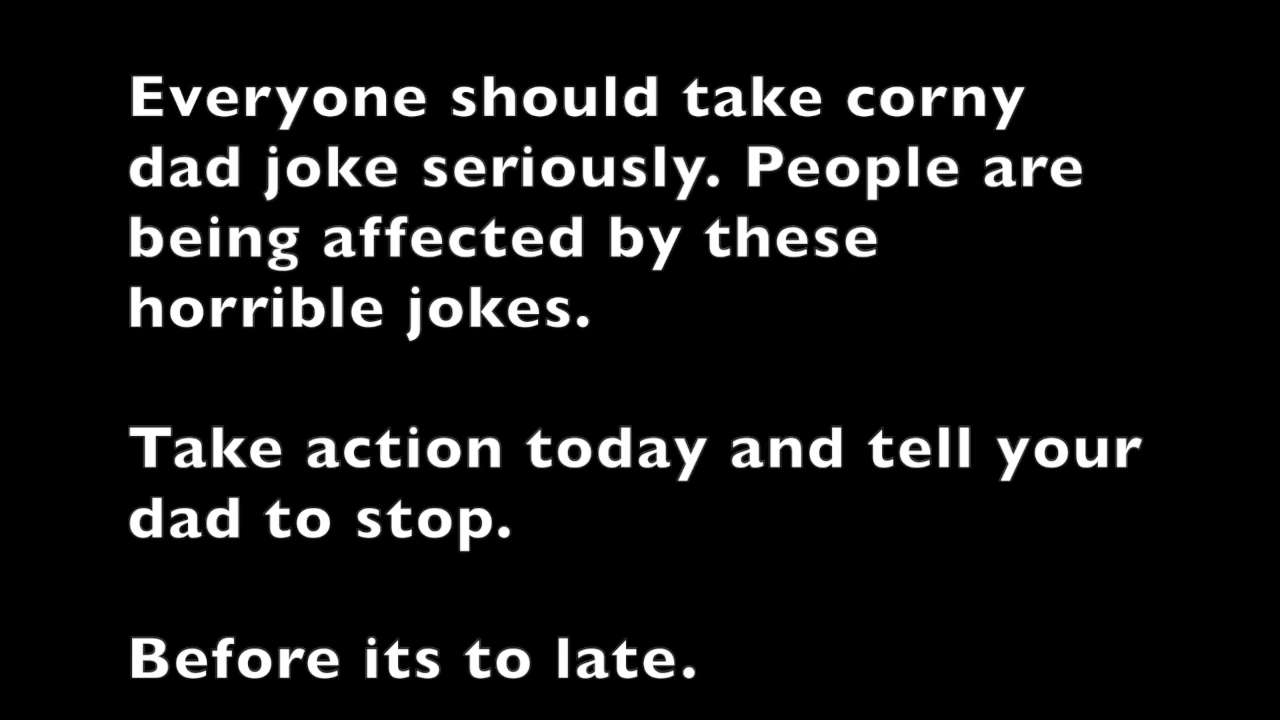 Everyone should take corny
dad joke seriously. People are
being affected by these
horrible jokes.
Take action today and tell your
dad to stop.
Before its to late.